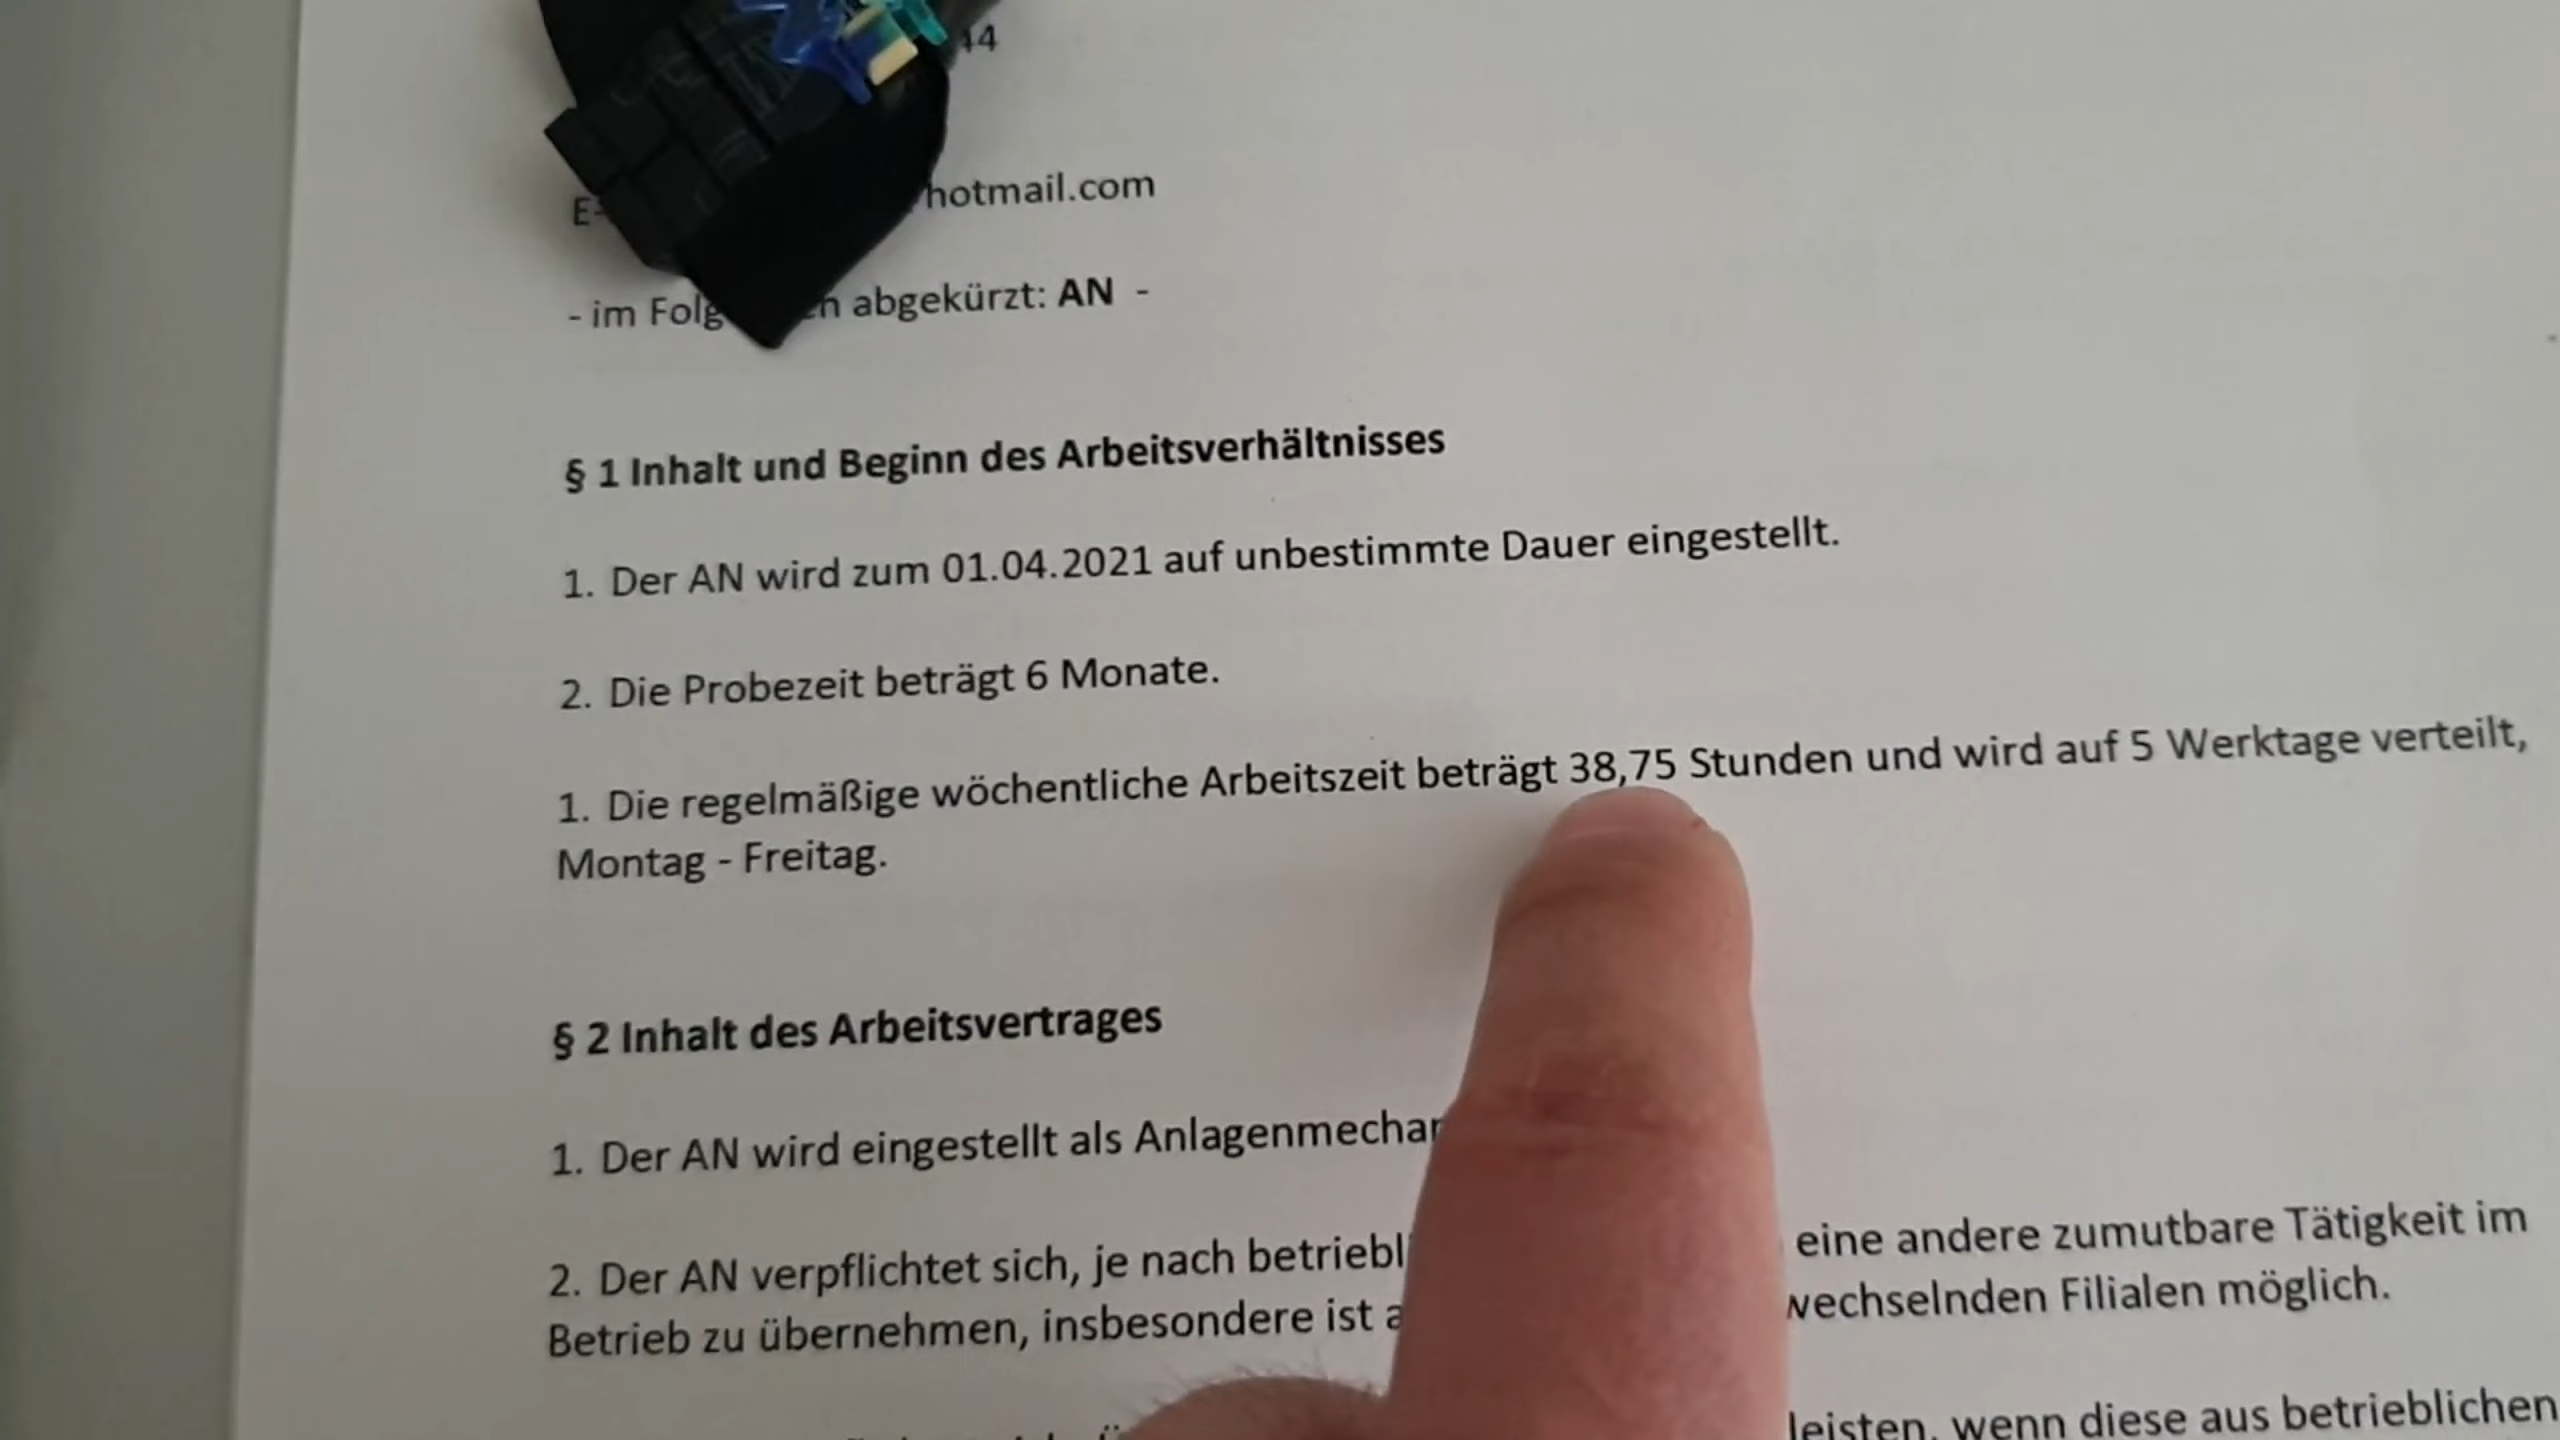 44
hotmail.com
- im abgekürzt: AN -
§ 1 Inhalt und Beginn des Arbeitsverhältnisses
1. Der AN wird zum 01.04.2021 auf unbestimmte Dauer eingestellt.
2. Die Probezeit beträgt 6 Monate.
1. Die regelmäßige wöchentliche Arbeitszeit beträgt 38,75 Stunden und wird auf 5 Werktage verteilt,
Montag - Freitag.
§ 2 Inhalt des Arbeitsvertrages
1. Der AN wird eingestellt als
2. Der AN verpflichtet sich, je nach eine andere zumutbare Tätigkeit im
Betrieb zu übernehmen, insbesondere ist wechselnden Filialen möglich.
leisten, wenn diese aus betrieblichen